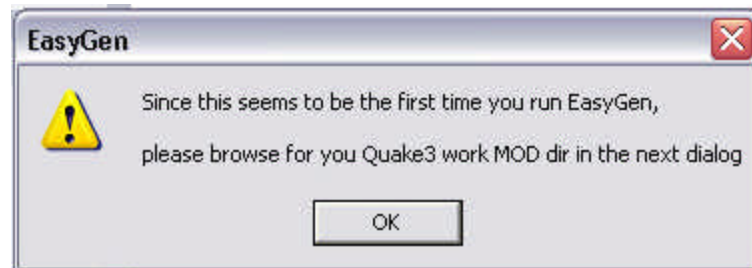 EasyGen
Since this seems to be the first time you run EasyGen,
please browse for you Quake3 work MOD dir in the next dialog
OK